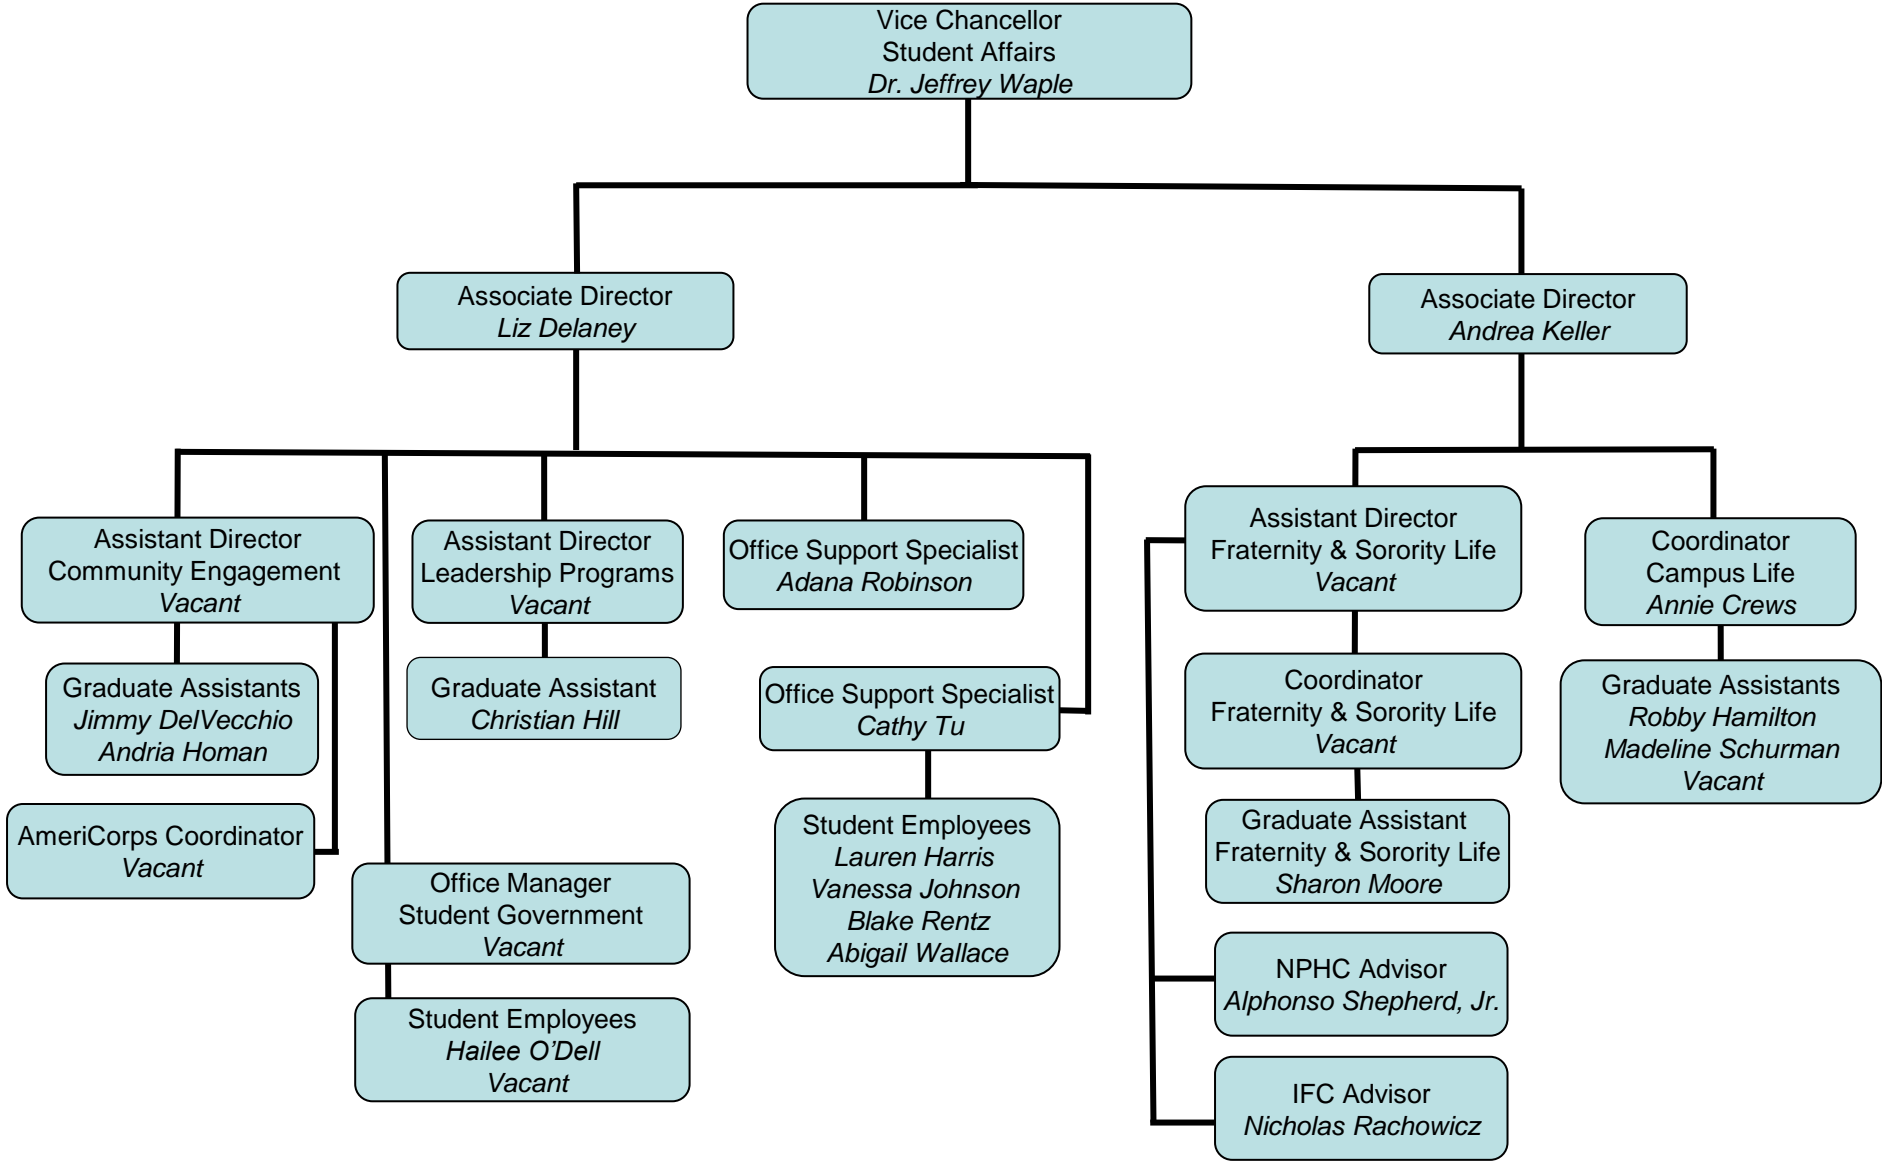 Vice Chancellor
Student Affairs
Dr. Jeffrey Waple
Associate Director
Liz Delaney
Associate Director
Andrea Keller
Assistant Director
Community Engagement
Vacant
Graduate Assistants
Jimmy DelVecchio
Andria Homan
AmeriCorps Coordinator
Vacant
Office Manager
Student Government
Vacant
Student Employees
Hailee O’Dell
Vacant
Assistant Director
Leadership Programs
Vacant
Graduate Assistant
Christian Hill
Office Support Specialist
Adana Robinson
Office Support Specialist
Cathy Tu
Student Employees
Lauren Harris
Vanessa Johnson
Blake Rentz
Abigail Wallace
Assistant Director
Fraternity & Sorority Life
Vacant
Coordinator
Fraternity & Sorority Life
Vacant
Graduate Assistant
Fraternity & Sorority Life
Sharon Moore
NPHC Advisor
Alphonso Shepherd, Jr.
IFC Advisor
Nicholas Rachowicz
Coordinator
Campus Life
Annie Crews
Graduate Assistants
Robby Hamilton
Madeline Schurman
Vacant